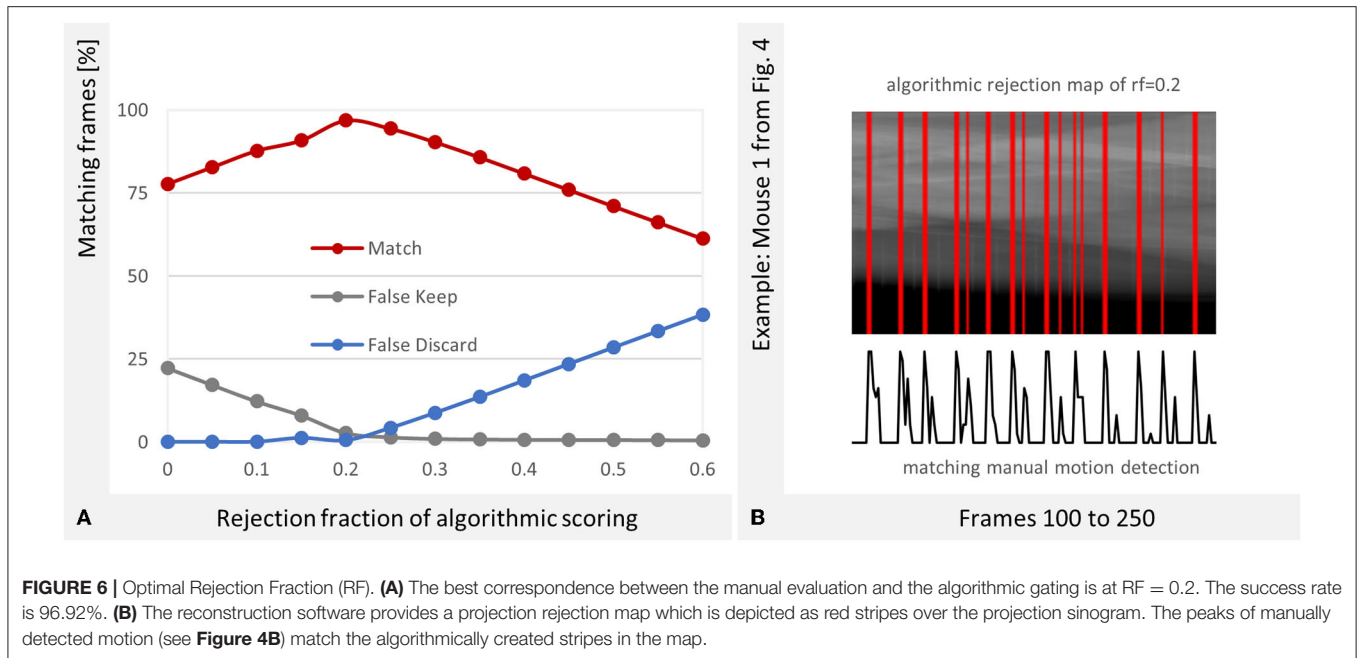 Matching frames [%]
100
75
50
25
0
Match
False Keep
False Discard
0 0.1 0.2 0.3 0.4 0.5 0.6
A Rejection fraction of algorithmic scoring
Example: Mouse 1 from Fig. 4
algorithmic rejection map of rf=0.2
matching manual motion detection
B Frames 100 to 250
FIGURE 6 | Optimal Rejection Fraction (RF). (A) The best correspondence between the manual evaluation and the algorithmic gating is at RF = 0.2. The success rate
is 96.92%. (B) The reconstruction software provides a projection rejection map which is depicted as red stripes over the projection sinogram. The peaks of manually
detected motion (see Figure 4B) match the algorithmically created stripes in the map.